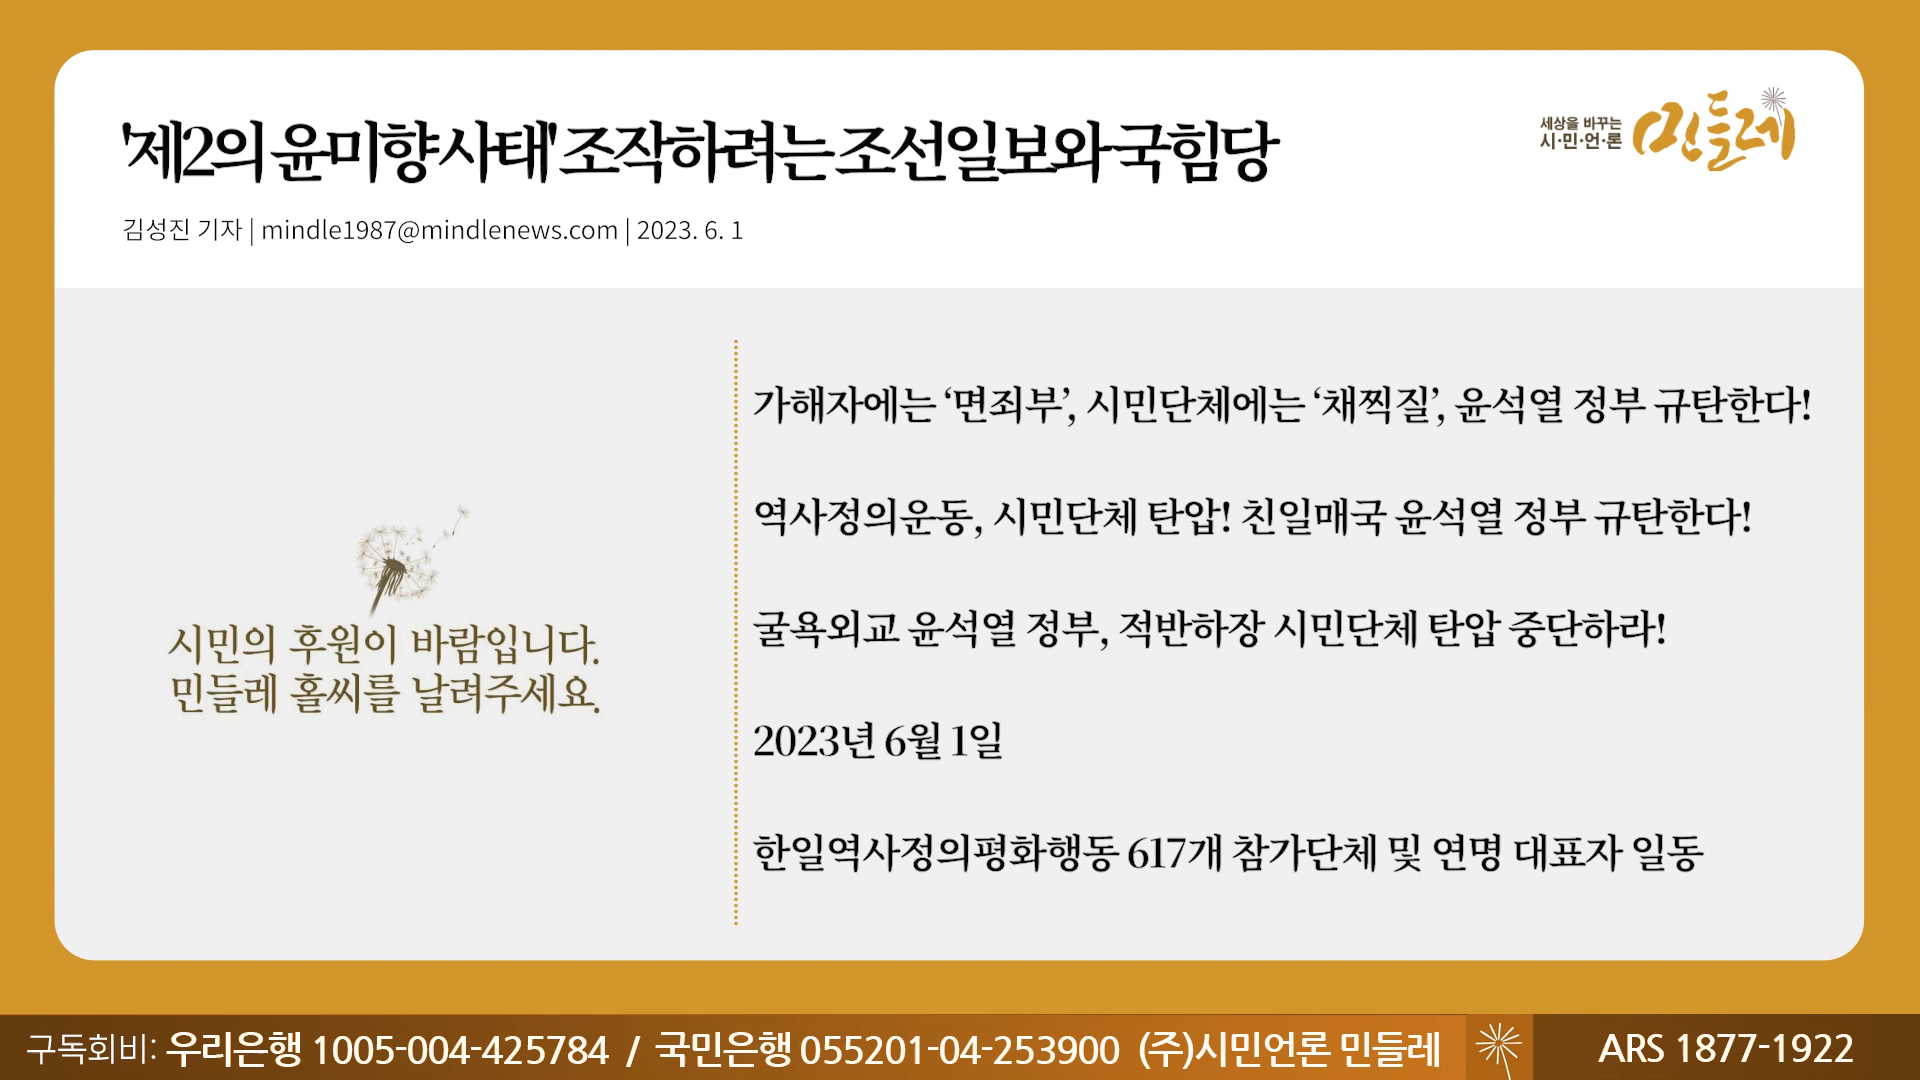 '제2의 윤미향 사태' 조작하려는 조선일보와 국힘당
세상을 바꾸는
시·민·언·론
민들레
김성진 기자 | mindle1987@mindlenews.com | 2023. 6. 1
시민의 후원이 바람입니다.
민들레 홀씨를 날려주세요.
가해자에는 ‘면죄부’, 시민단체에는 ‘채찍질’, 윤석열 정부 규탄한다!
역사정의운동, 시민단체 탄압! 친일매국 윤석열 정부 규탄한다!
굴욕외교 윤석열 정부, 적반하장 시민단체 탄압 중단하라!
2023년 6월 1일
한일역사정의평화행동 617개 참가단체 및 연명 대표자 일동
구독회비: 우리은행 1005-004-425784 / 국민은행 055201-04-253900 (주)시민언론 민들레
ARS 1877-1922